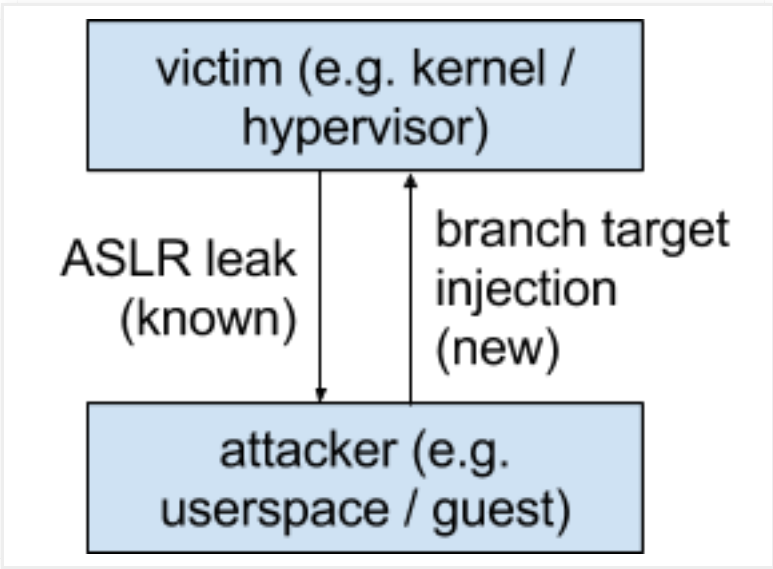 victim (e.g. kernel /
hypervisor)
ASLR leak
(known)
branch target
injection
(new)
attacker (e.g.
userspace / guest)